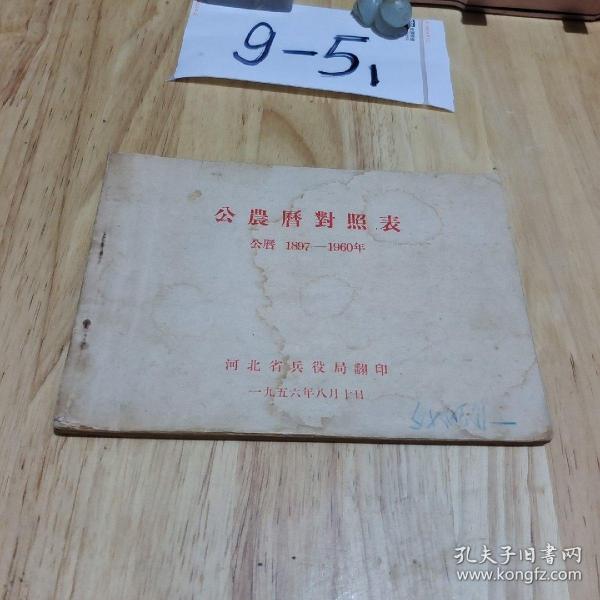 9-5,
公農曆對照表
公曆 1897—1960年
河北省兵役局翻印
一九五六年八月十日
孔夫子旧书网
www.kongfz.com